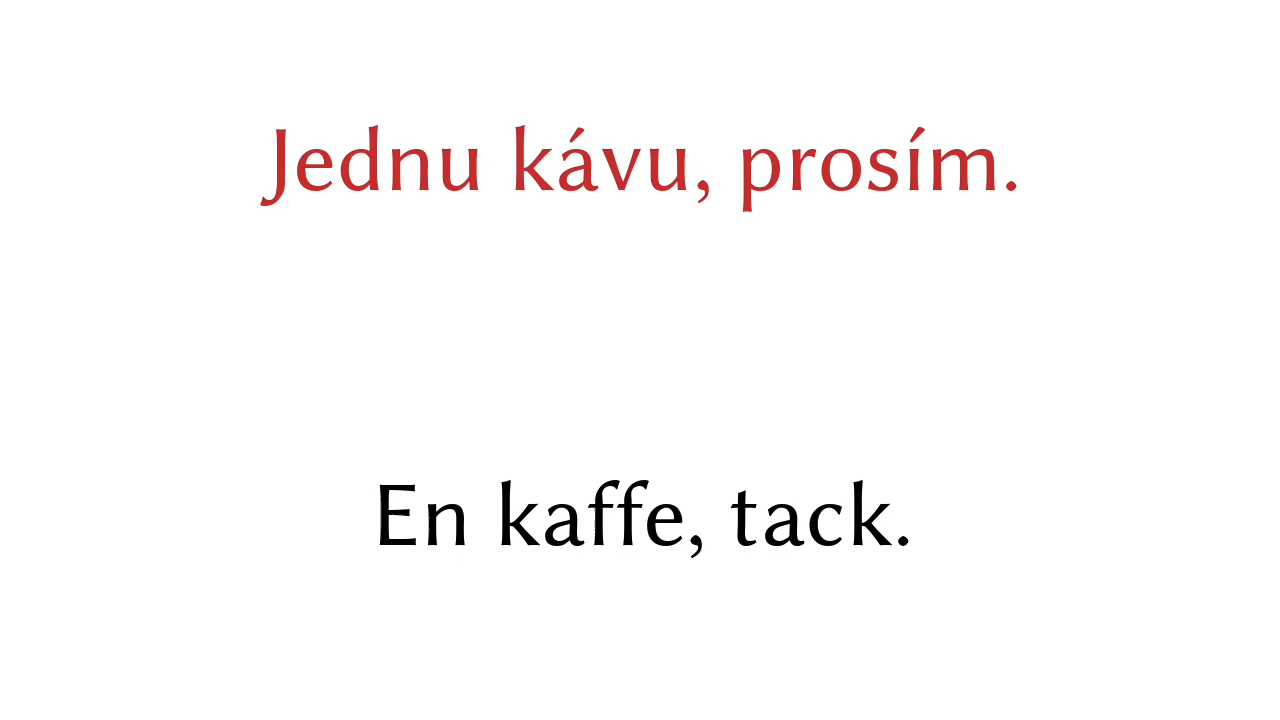 Jednu kávu, prosím.
En kaffe, tack.